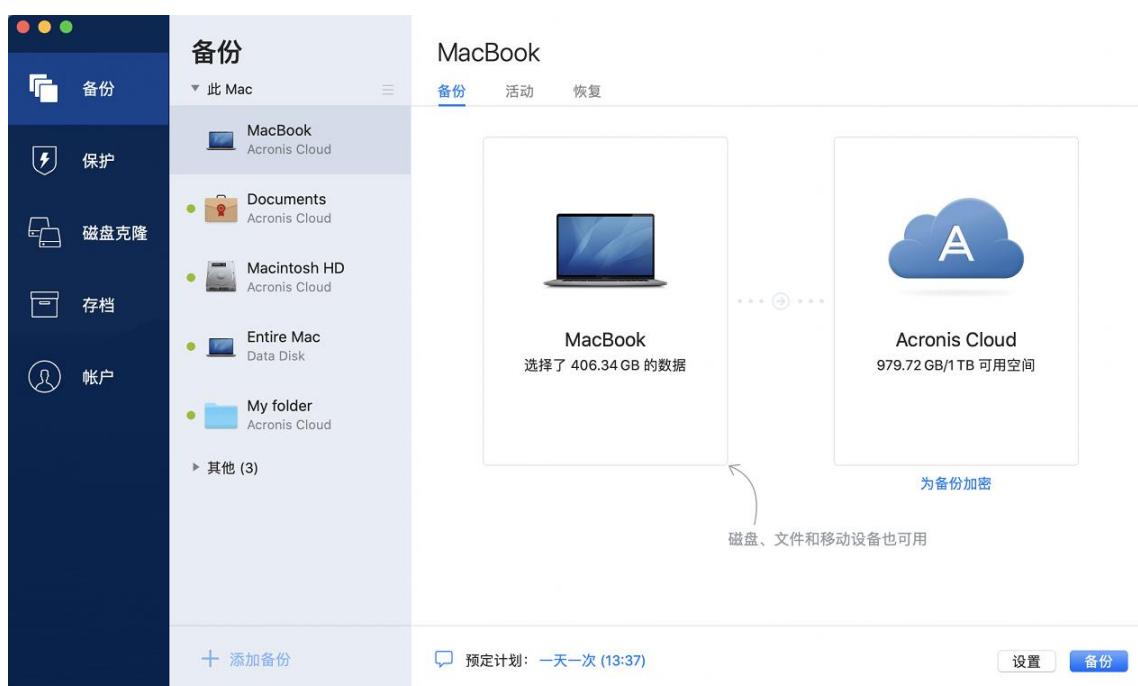 备份
保护
磁盘克隆
存档
帐户
备份
此 Mac
MacBook
Acronis Cloud
Documents
Acronis Cloud
Macintosh HD
Acronis Cloud
Entire Mac
Data Disk
My folder
Acronis Cloud
其他 (3)
添加备份
MacBook
备份 活动 恢复
MacBook
选择了 406.34 GB 的数据
A
Acronis Cloud
979.72 GB/1 TB 可用空间
为备份加密
磁盘、文件和移动设备也可用
预定计划： 一天一次 (13:37)
设置 备份